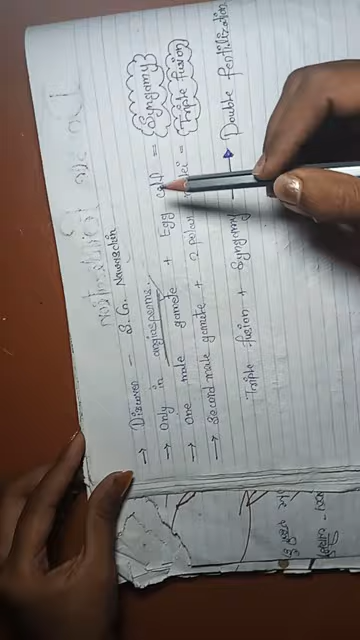 Double Fertilization
→ Discover – S.G. Nawaschin
→ Only in angiosperms.
→ One male gamete + Egg cell = Syngamy
→ Second male gamete + 2 polar nuclei = Triple fusion
Triple fusion + Syngamy → Double fertilization